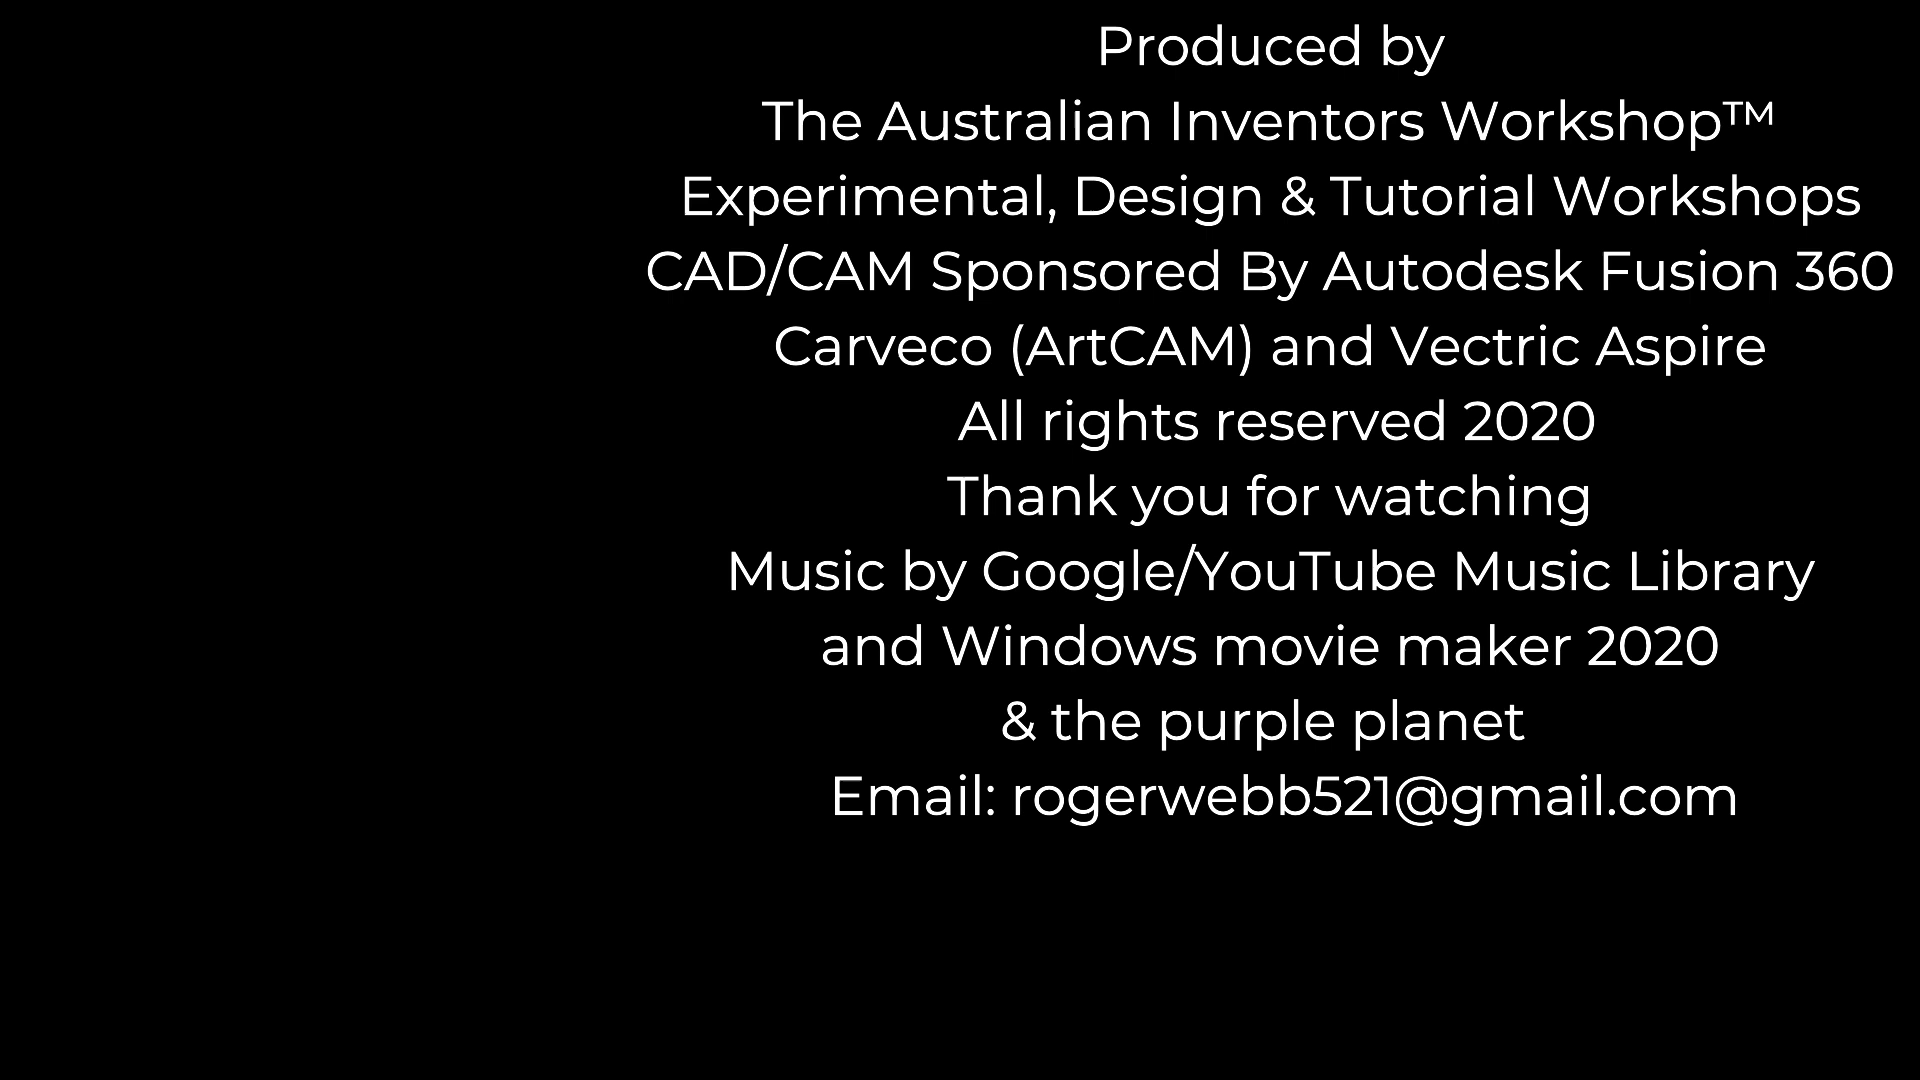 Produced by
The Australian Inventors Workshop™
Experimental, Design & Tutorial Workshops
CAD/CAM Sponsored By Autodesk Fusion 360
Carveco (ArtCAM) and Vectric Aspire
All rights reserved 2020
Thank you for watching
Music by Google/YouTube Music Library
and Windows movie maker 2020
& the purple planet
Email: rogerwebb521@gmail.com